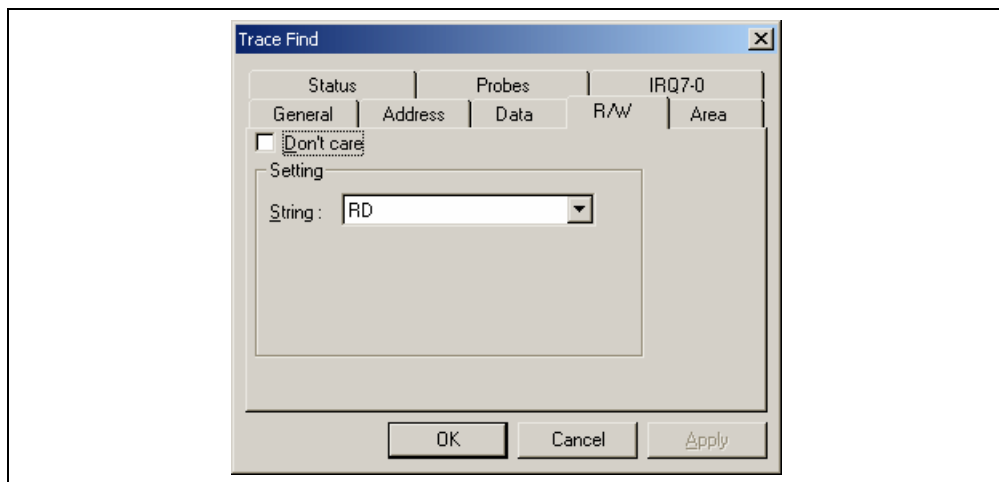 Trace Find
Status Probes IRQ7-0
General Address Data R/W Area
Don't care
Setting
String : RD
OK Cancel Apply